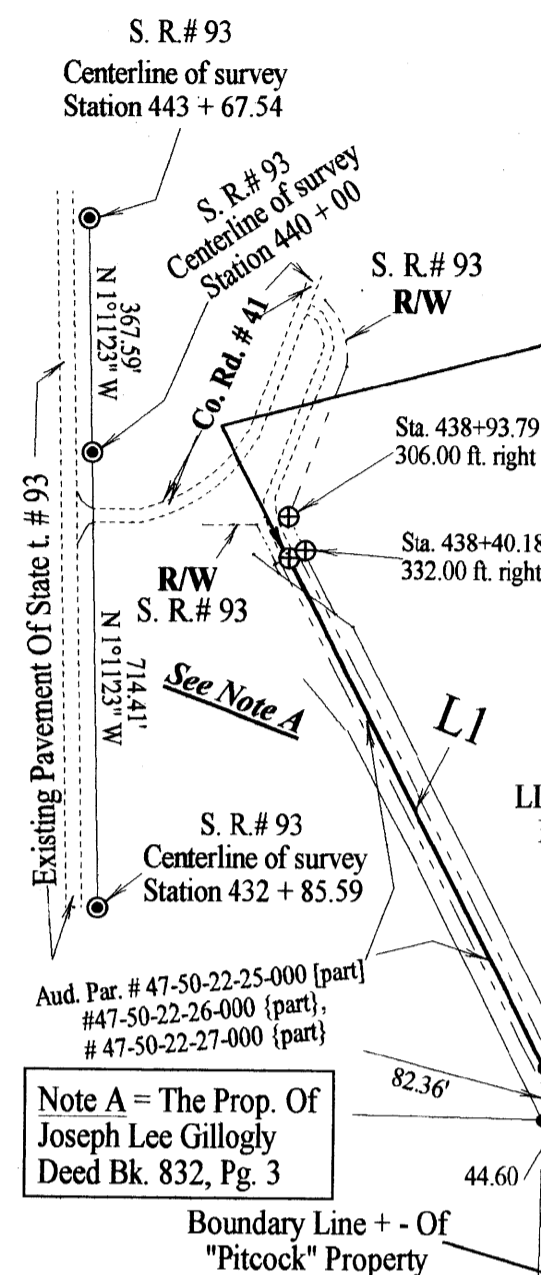 S. R.# 93
Centerline of survey
Station 443 + 67.54
S. R.# 93
Centerline of survey
Station 440 + 00
S. R.# 93
R/W
367.59'
N 1°11'23" W
Co. Rd. # 41
Sta. 438+93.79
306.00 ft. right
Sta. 438+40.18
332.00 ft. right
R/W
S. R.# 93
Existing Pavement Of State t. # 93
714.41'
N 1°11'23" W
See Note A
L1
S. R.# 93
Centerline of survey
Station 432 + 85.59
Aud. Par. # 47-50-22-25-000 [part]
#47-50-22-26-000 {part},
# 47-50-22-27-000 {part}
82.36'
Note A = The Prop. Of
Joseph Lee Gillogly
Deed Bk. 832, Pg. 3
44.60
Boundary Line + - Of
"Pitcock" Property